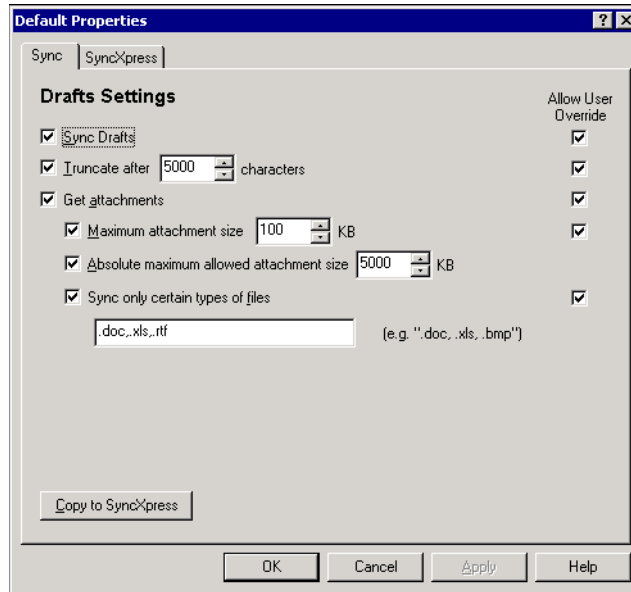 Default Properties
Sync SyncXpress
Drafts Settings
Allow User
Override
Sync Drafts
Truncate after 5000 characters
Get attachments
Maximum attachment size 100 KB
Absolute maximum allowed attachment size 5000 KB
Sync only certain types of files
.doc,.xls,.rtf (e.g. ".doc, .xls, .bmp")
Copy to SyncXpress
OK Cancel Apply Help